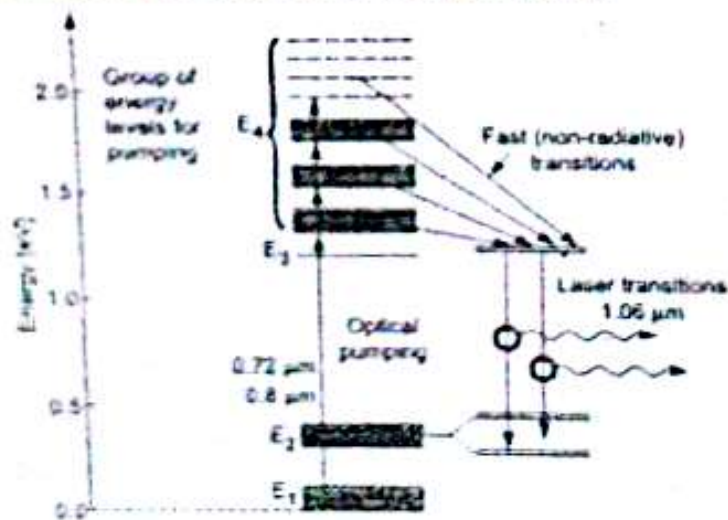 Energy (eV)
2.0
1.5
1.0
0.5
0.0
Group of
energy
levels for
pumping
E4
E3
E2
E1
Fast (non-radiative)
transitions
Laser transitions
1.06 µm
Optical
pumping
0.72 µm
0.8 µm